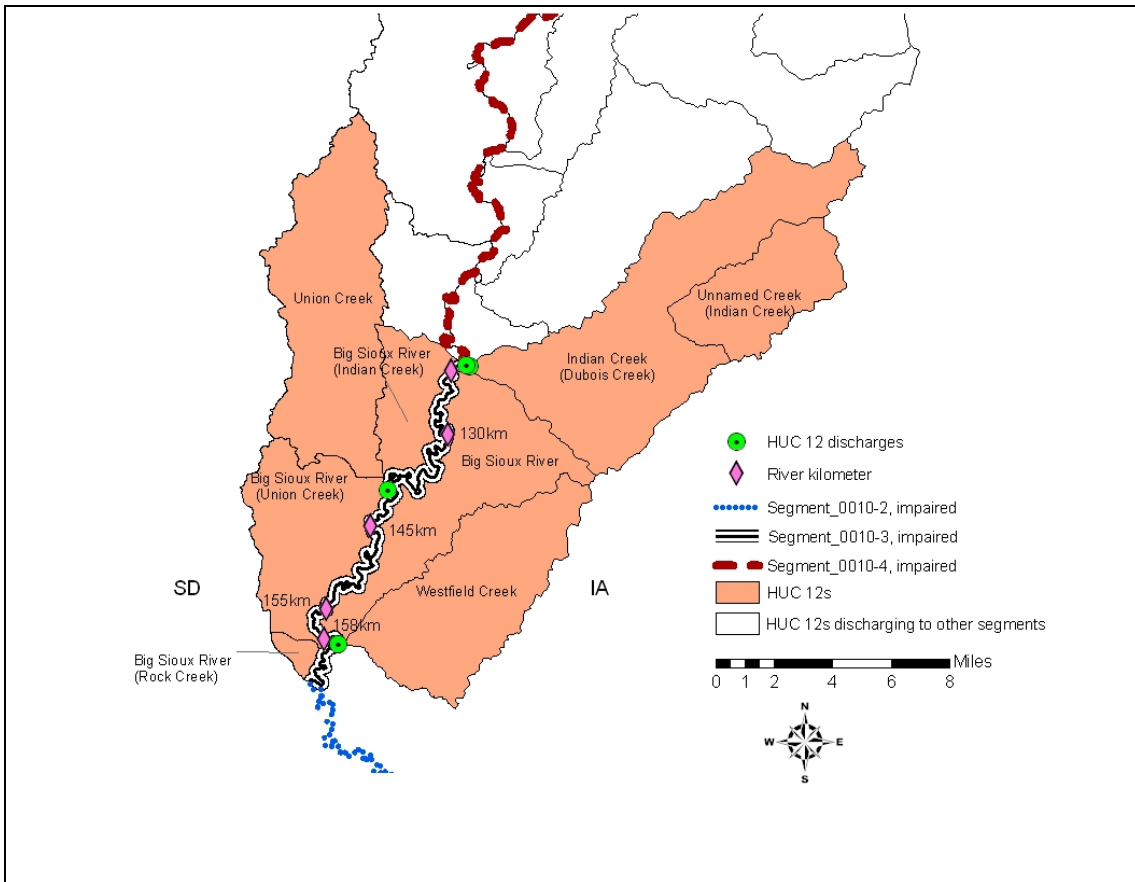 Union Creek
Unnamed Creek
(Indian Creek)
Big Sioux River
(Indian Creek)
Indian Creek
(Dubois Creek)
130km
Big Sioux River
Big Sioux River
(Union Creek)
145km
SD
Westfield Creek
IA
155km
158km
Big Sioux River
(Rock Creek)
HUC 12 discharges
River kilometer
Segment_0010-2, impaired
Segment_0010-3, impaired
Segment_0010-4, impaired
HUC 12s
HUC 12s discharging to other segments
Miles
0 1 2 4 6 8
N
W E
S